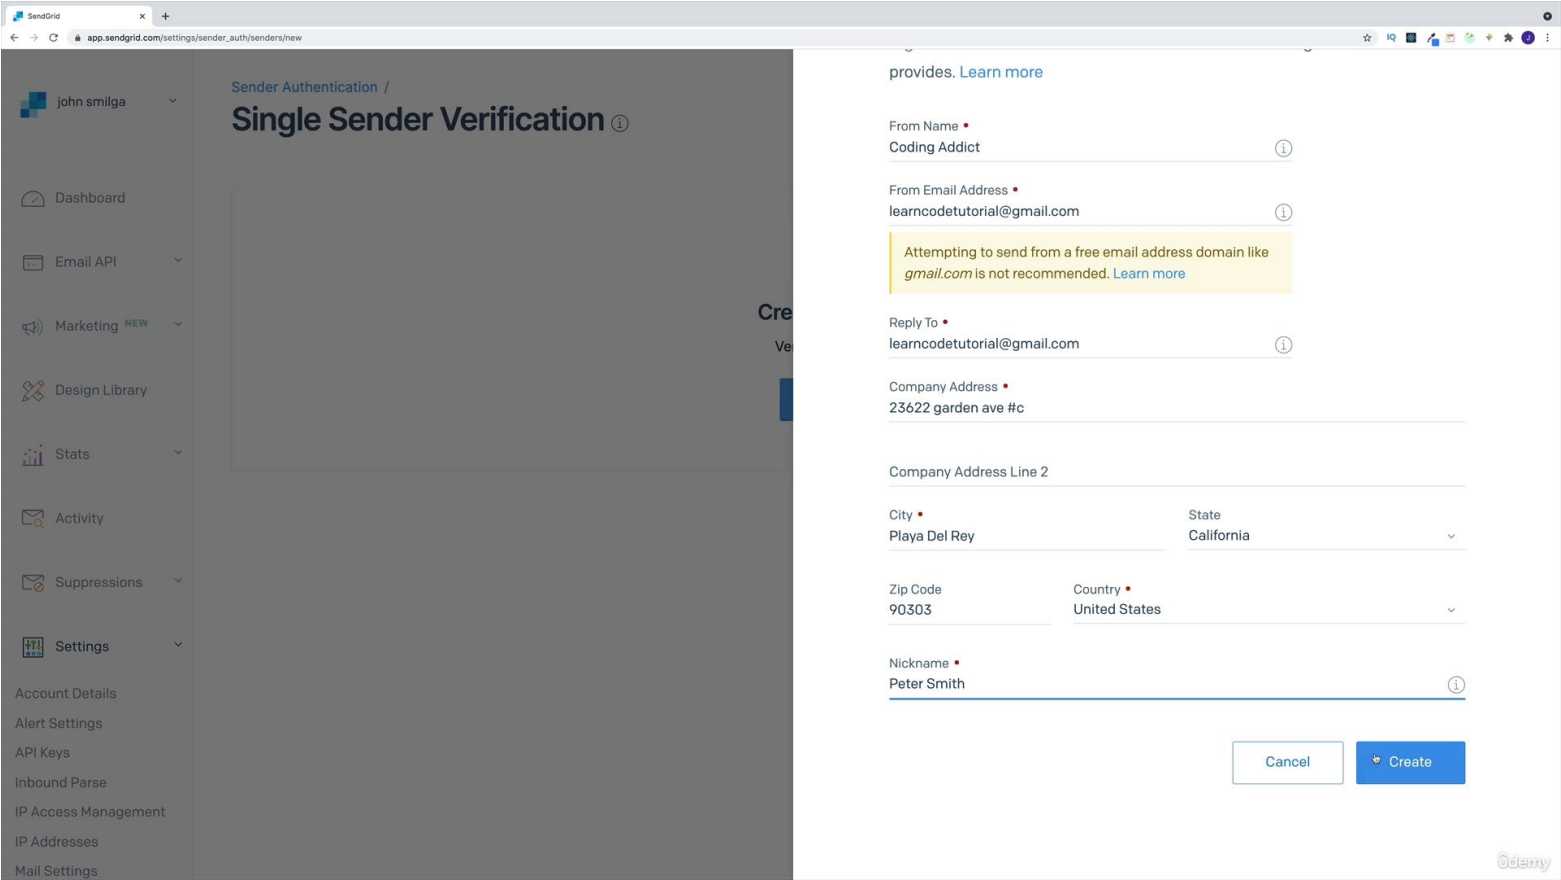 SendGrid
app.sendgrid.com/settings/sender_auth/senders/new
john smilga
Dashboard
Email API
Marketing NEW
Design Library
Stats
Activity
Suppressions
Settings
Account Details
Alert Settings
API Keys
Inbound Parse
IP Access Management
IP Addresses
Mail Settings
Sender Authentication /
Single Sender Verification
Cre
Ve
provides. Learn more
From Name •
Coding Addict
From Email Address •
learncodetutorial@gmail.com
Attempting to send from a free email address domain like
gmail.com is not recommended. Learn more
Reply To •
learncodetutorial@gmail.com
Company Address •
23622 garden ave #c
Company Address Line 2
City • State
Playa Del Rey California
Zip Code Country •
90303 United States
Nickname •
Peter Smith
Cancel Create
ûdemy